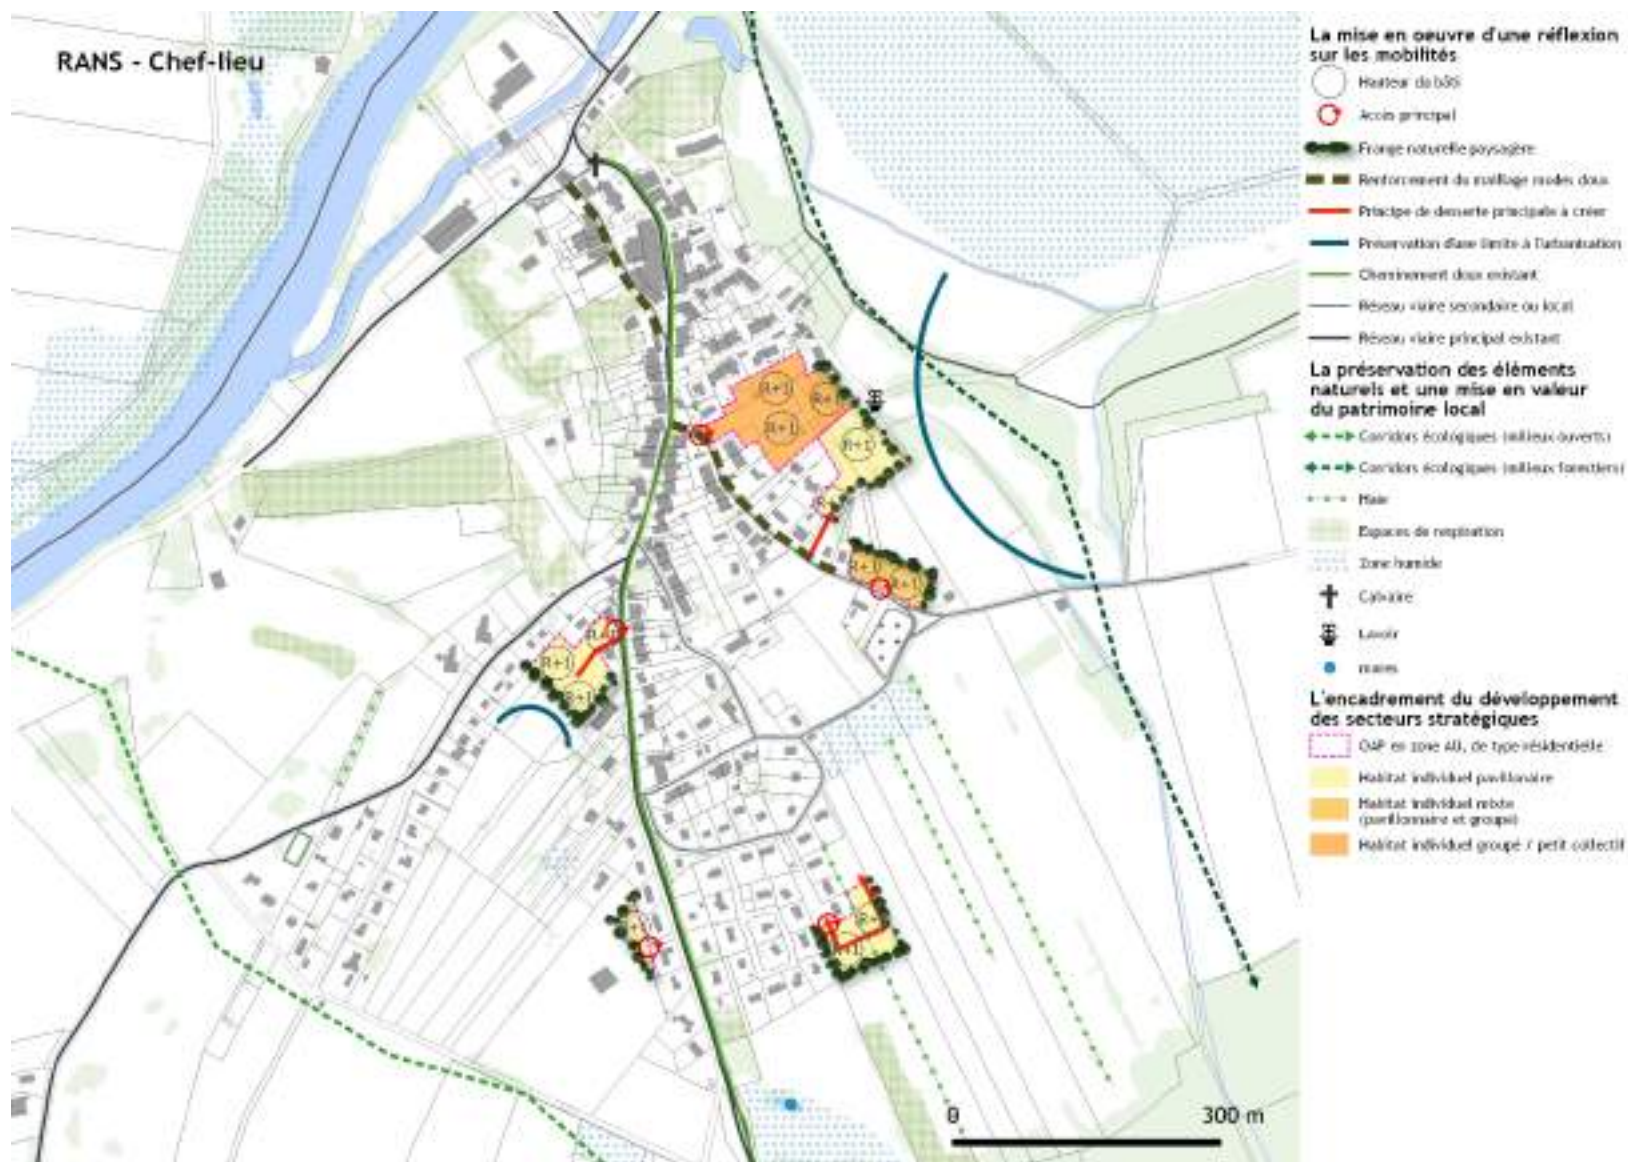 RANS - Chef-lieu
La mise en oeuvre d'une réflexion
sur les mobilités
Hauteur du bâti
Accès principal
Frange naturelle paysagère
Renforcement du maillage modes doux
Principe de desserte principale à créer
Préservation d'une limite à l'urbanisation
Cheminement doux existant
Réseau viaire secondaire ou local
Réseau viaire principal existant
La préservation des éléments
naturels et une mise en valeur
du patrimoine local
Corridors écologiques (milieux ouverts)
Corridors écologiques (milieux forestiers)
Haie
Espaces de respiration
Zone humide
Calvaire
Lavoir
mares
L'encadrement du développement
des secteurs stratégiques
OAP en zone AU, de type résidentielle
Habitat individuel pavillonaire
Habitat individuel mixte
(pavillonnaire et groupé)
Habitat individuel groupé / petit collectif
R+1
R+1
R+1
R+1
R+1
R+1
R+1
R+1
0
300 m